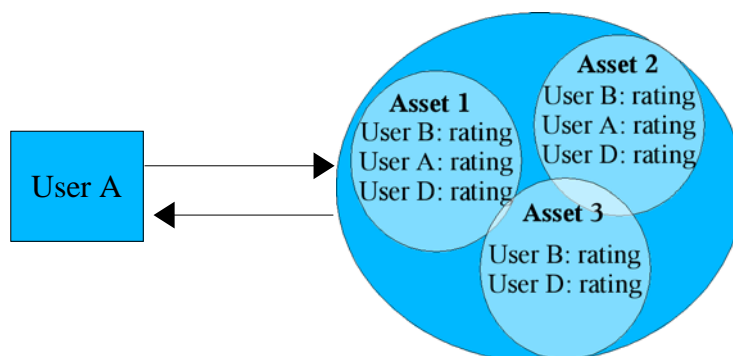 User A
Asset 1
User B: rating
User A: rating
User D: rating
Asset 2
User B: rating
User A: rating
User D: rating
Asset 3
User B: rating
User D: rating